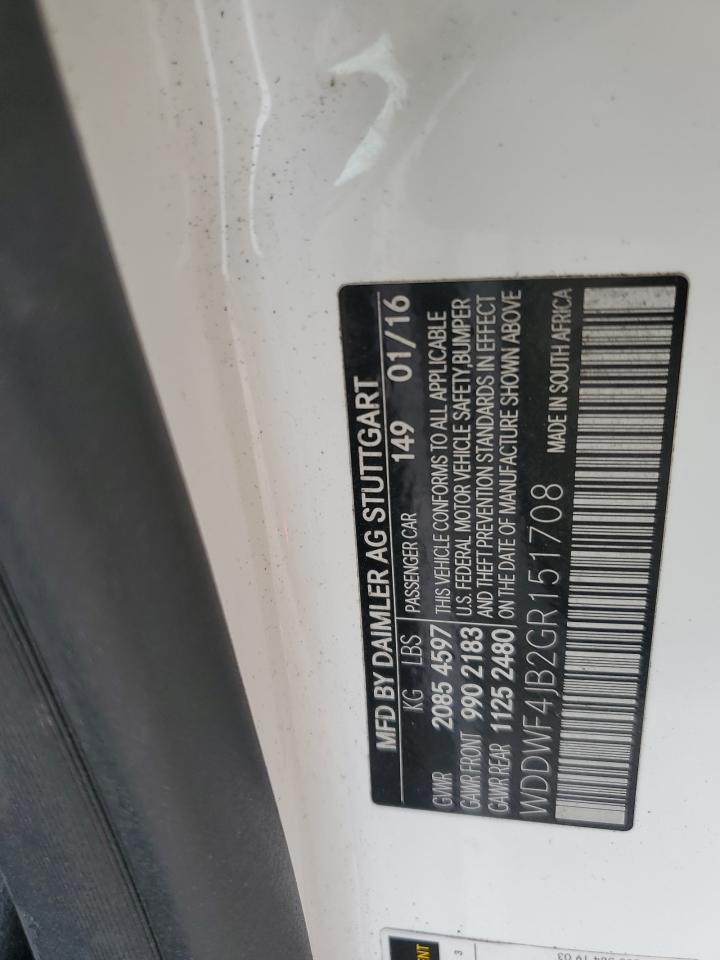 MFD BY DAIMLER AG STUTTGART
KG LBS PASSENGER CAR 149 01/16
GVWR 2085 4597 THIS VEHICLE CONFORMS TO ALL APPLICABLE
GAWR FRONT 990 2183 U.S. FEDERAL MOTOR VEHICLE SAFETY,BUMPER
GAWR REAR 1125 2480 AND THEFT PREVENTION STANDARDS IN EFFECT
ON THE DATE OF MANUFACTURE SHOWN ABOVE
WDDWF4JB2GR151708 MADE IN SOUTH AFRICA